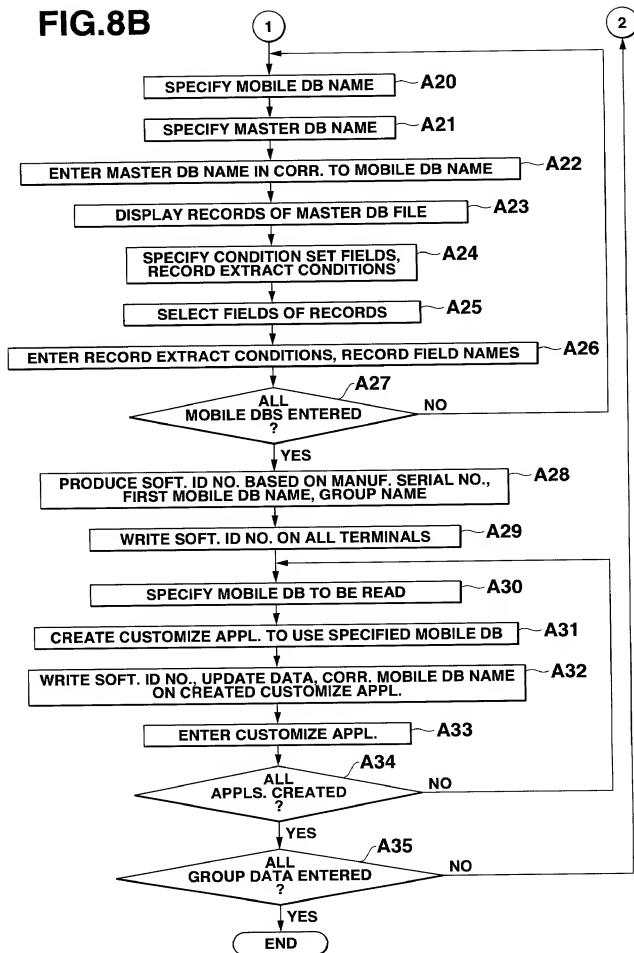 FIG.8B
1
2
SPECIFY MOBILE DB NAME
A20
SPECIFY MASTER DB NAME
A21
ENTER MASTER DB NAME IN CORR. TO MOBILE DB NAME
A22
DISPLAY RECORDS OF MASTER DB FILE
A23
SPECIFY CONDITION SET FIELDS,
RECORD EXTRACT CONDITIONS
A24
SELECT FIELDS OF RECORDS
A25
ENTER RECORD EXTRACT CONDITIONS, RECORD FIELD NAMES
A26
A27
ALL
MOBILE DBS ENTERED
?
NO
YES
PRODUCE SOFT. ID NO. BASED ON MANUF. SERIAL NO.,
FIRST MOBILE DB NAME, GROUP NAME
A28
WRITE SOFT. ID NO. ON ALL TERMINALS
A29
SPECIFY MOBILE DB TO BE READ
A30
CREATE CUSTOMIZE APPL. TO USE SPECIFIED MOBILE DB
A31
WRITE SOFT. ID NO., UPDATE DATA, CORR. MOBILE DB NAME
ON CREATED CUSTOMIZE APPL.
A32
ENTER CUSTOMIZE APPL.
A33
A34
ALL
APPLS. CREATED
?
NO
YES
A35
ALL
GROUP DATA ENTERED
?
NO
YES
END